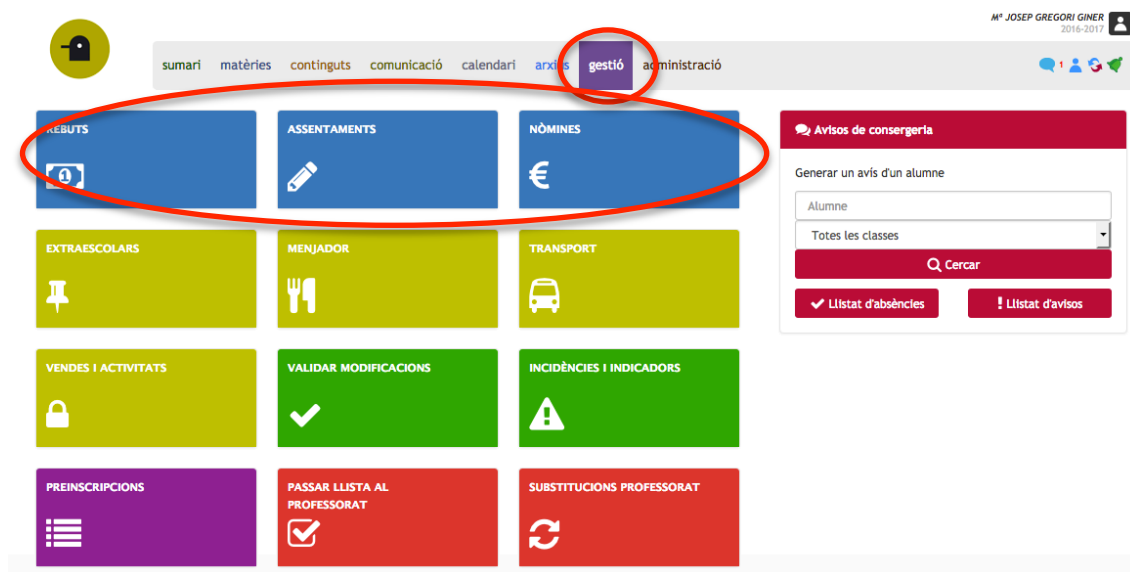 Mª JOSEP GREGORI GINER
2016-2017
sumari matèries continguts comunicació calendari arxius gestió administració
1
REBUTS ASSENTAMENTS NÒMINES
Avisos de consergeria
1 €
Generar un avís d'un alumne
Alumne
Totes les classes
EXTRAESCOLARS MENJADOR TRANSPORT
Cercar
Llistat d'absències Llistat d'avisos
VENDES I ACTIVITATS VALIDAR MODIFICACIONS INCIDÈNCIES I INDICADORS
PREINSCRIPCIONS PASSAR LLISTA AL SUBSTITUCIONS PROFESSORAT
PROFESSORAT